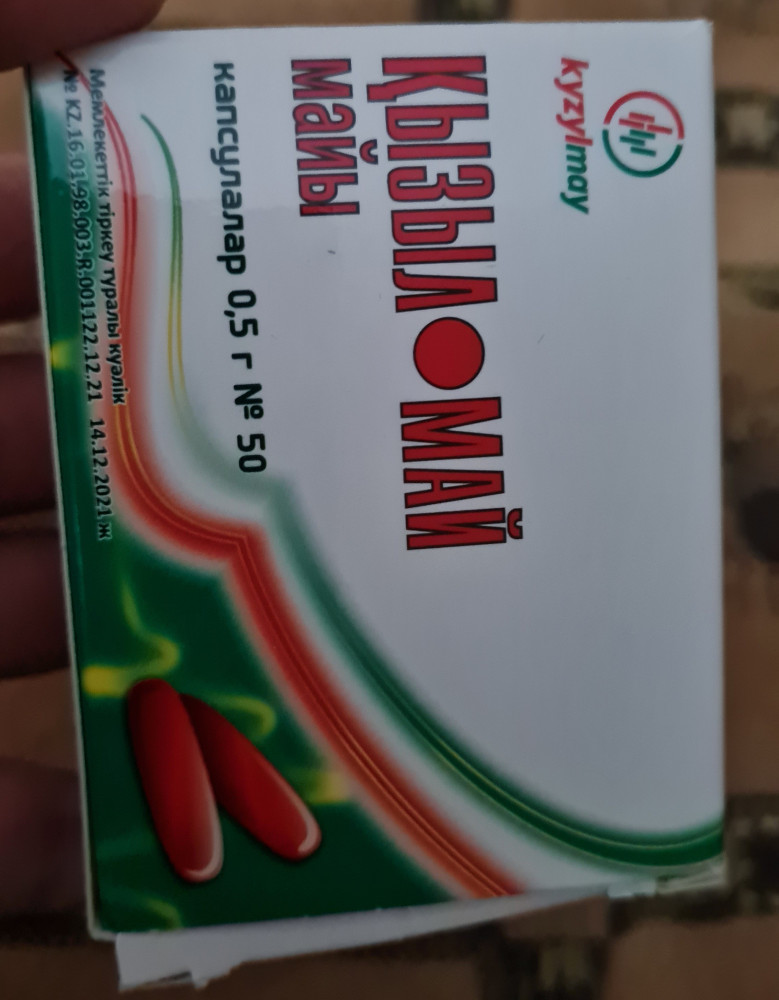 kyzylmay
ҚЫЗЫЛ МАЙ
майы
капсулалар 0,5 г № 50
Мемлекеттік тіркеу туралы куәлік
№ KZ.16.01.98.003.R.001122.12.21 14.12.2021 ж